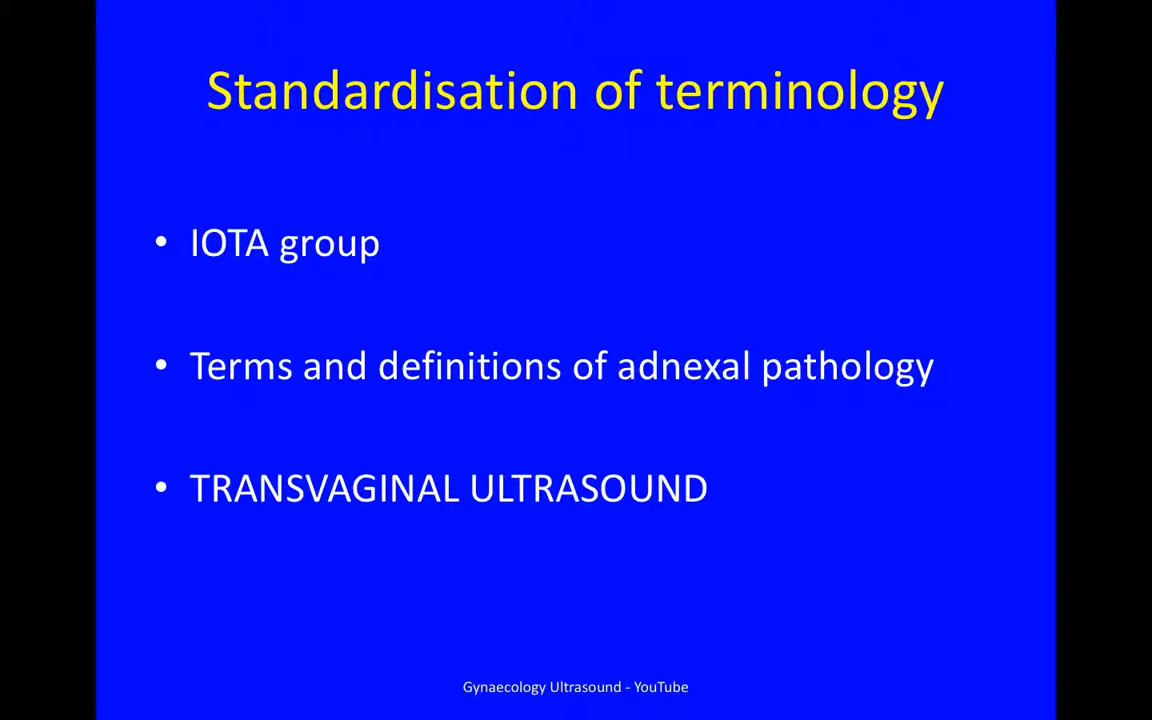 Standardisation of terminology
• IOTA group
• Terms and definitions of adnexal pathology
• TRANSVAGINAL ULTRASOUND
Gynaecology Ultrasound - YouTube